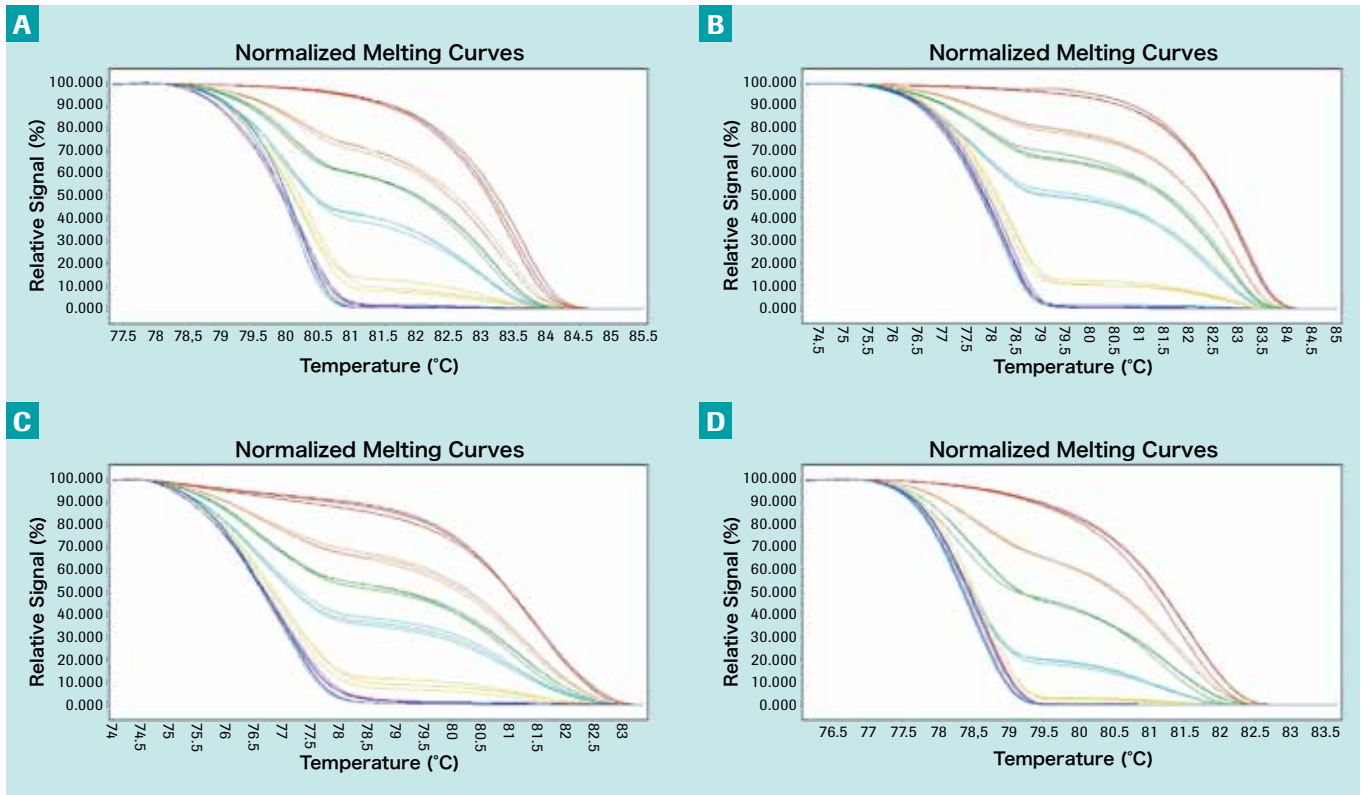 A
Normalized Melting Curves
Relative Signal (%)
100.000
90.000
80.000
70.000
60.000
50.000
40.000
30.000
20.000
10.000
0.000
77.5 78 78,5 79 79.5 80 80.5 81 81.5 82 82.5 83 83.5 84 84.5 85 85.5
Temperature (°C)
B
Normalized Melting Curves
Relative Signal (%)
100.000
90.000
80.000
70.000
60.000
50.000
40.000
30.000
20.000
10.000
0.000
74.5 75 75.5 76 76.5 77 77.5 78 78,5 79 79.5 80 80.5 81 81.5 82 82.5 83 83.5 84 84.5 85
Temperature (°C)
C
Normalized Melting Curves
Relative Signal (%)
100.000
90.000
80.000
70.000
60.000
50.000
40.000
30.000
20.000
10.000
0.000
74 74.5 75 75.5 76 76.5 77 77.5 78 78.5 79 79.5 80 80.5 81 81.5 82 82.5 83
Temperature (°C)
D
Normalized Melting Curves
Relative Signal (%)
100.000
90.000
80.000
70.000
60.000
50.000
40.000
30.000
20.000
10.000
0.000
76.5 77 77.5 78 78.5 79 79.5 80 80.5 81 81.5 82 82.5 83 83.5
Temperature (°C)